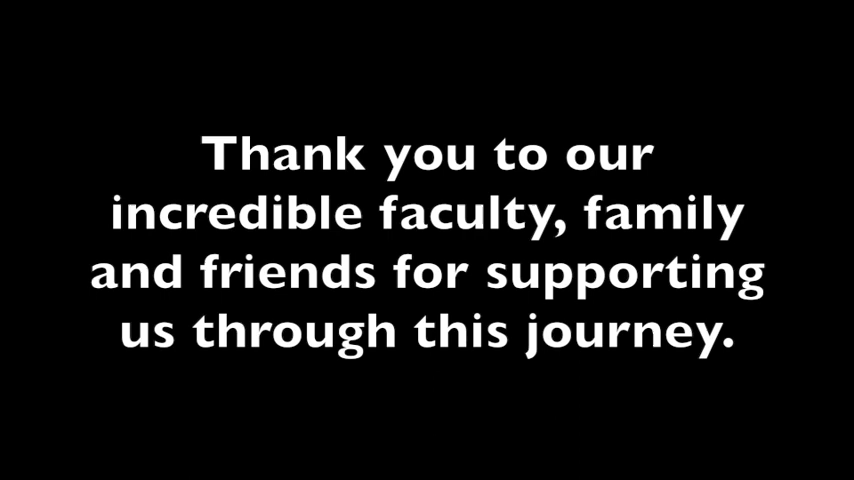 Thank you to our
incredible faculty, family
and friends for supporting
us through this journey.